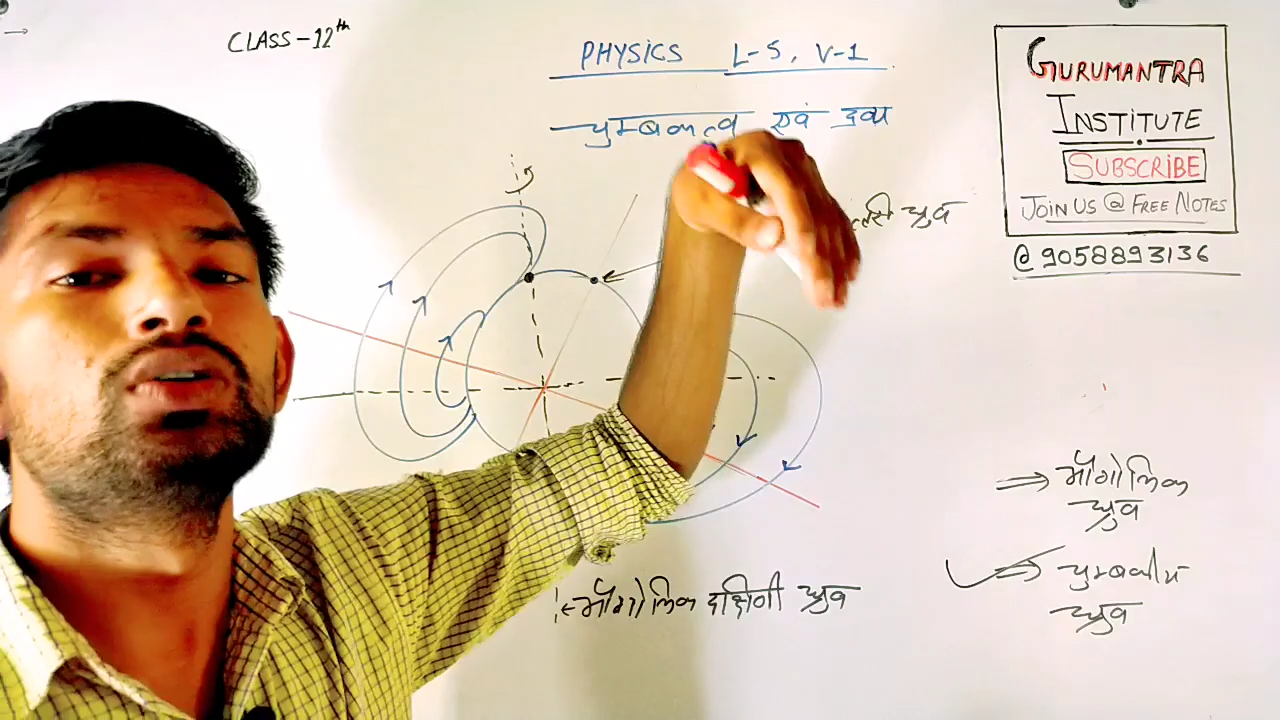 CLASS-12th
PHYSICS L-5, V-1
चुम्बकत्व एवं द्रव्य
GURUMANTRA
INSTITUTE
SUBSCRIBE
JOIN US @ FREE NOTES
@9058893136
ध्रुव
⇒ भौगोलिक
ध्रुव
⇒ चुम्बकीय
ध्रुव
←भौगोलिक दक्षिणी ध्रुव